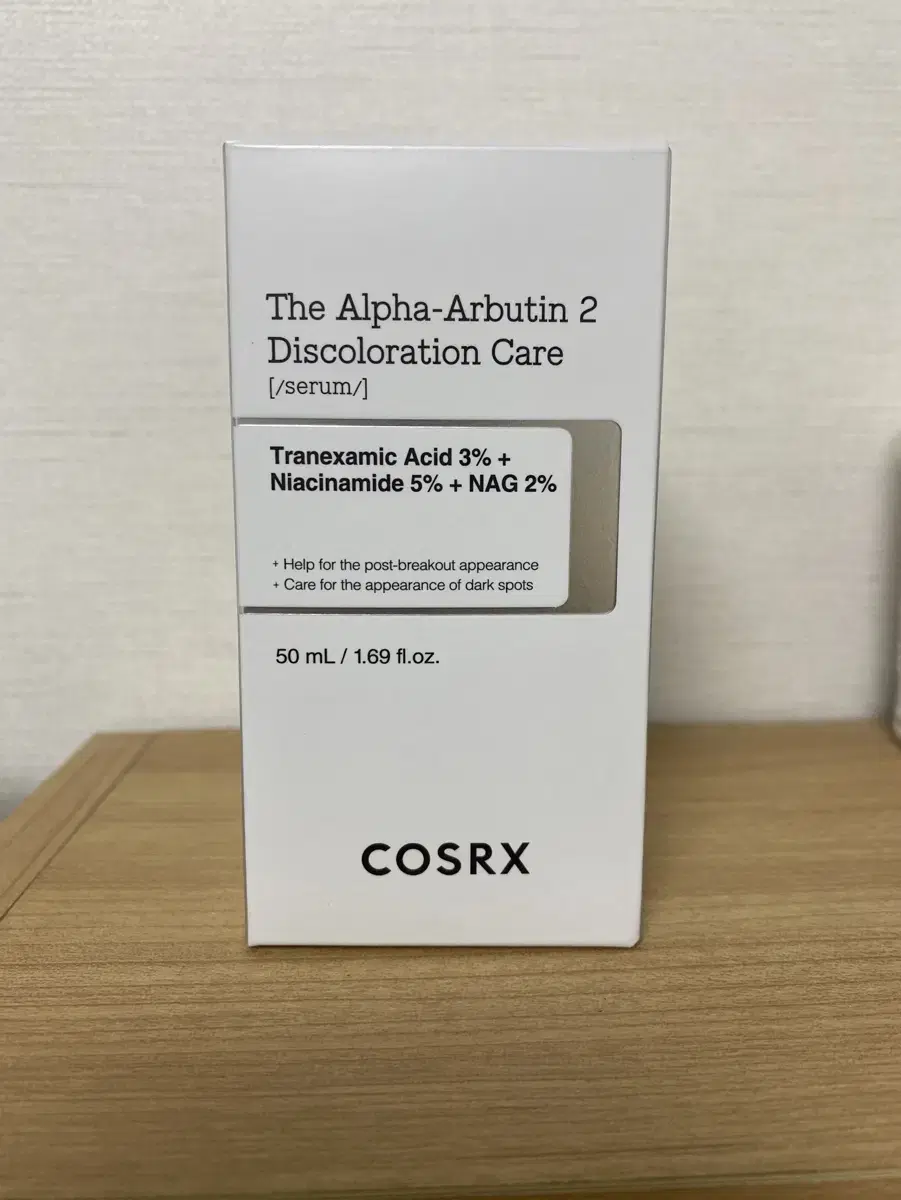 The Alpha-Arbutin 2
Discoloration Care
[/serum/]
Tranexamic Acid 3% +
Niacinamide 5% + NAG 2%
+ Help for the post-breakout appearance
+ Care for the appearance of dark spots
50 mL / 1.69 fl.oz.
COSRX